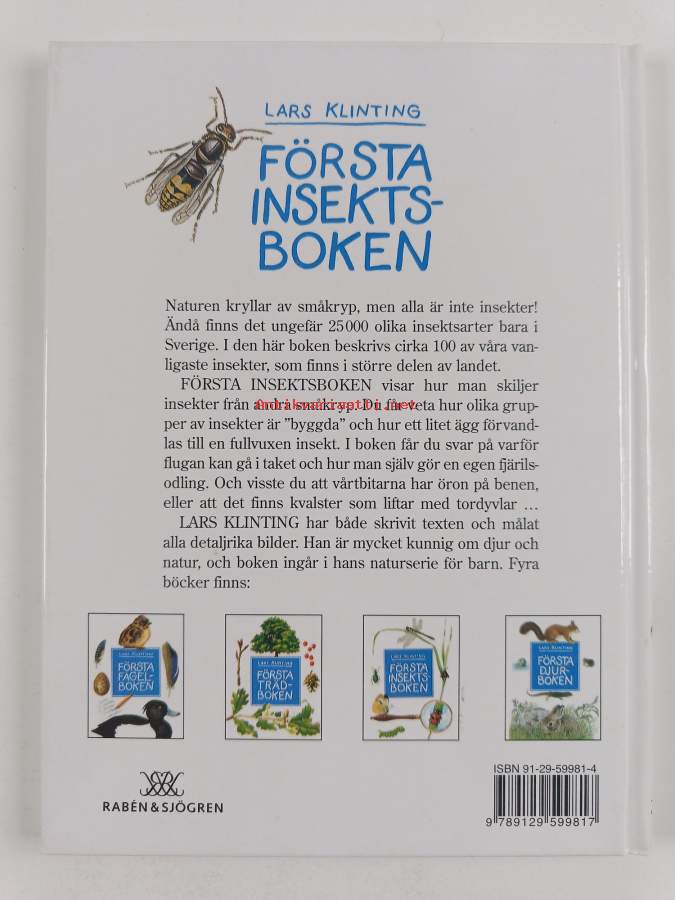 LARS KLINTING
FÖRSTA
INSEKTS-
BOKEN
Naturen kryllar av småkryp, men alla är inte insekter!
Ändå finns det ungefär 25000 olika insektsarter bara i
Sverige. I den här boken beskrivs cirka 100 av våra van-
ligaste insekter, som finns i större delen av landet.
FÖRSTA INSEKTSBOKEN visar hur man skiljer
insekter från andra småkryp. Du får veta hur olika grup-
per av insekter är ”byggda” och hur ett litet ägg förvand-
las till en fullvuxen insekt. I boken får du svar på varför
flugan kan gå i taket och hur man själv gör en egen fjärils-
odling. Och visste du att vårtbitarna har öron på benen,
eller att det finns kvalster som liftar med tordyvlar ...
LARS KLINTING har både skrivit texten och målat
alla detaljrika bilder. Han är mycket kunnig om djur och
natur, och boken ingår i hans naturserie för barn. Fyra
böcker finns:
LARS KLINTING
FÖRSTA
FÅGEL-
BOKEN
LARS KLINTING
FÖRSTA
TRÄD-
BOKEN
LARS KLINTING
FÖRSTA
INSEKTS-
BOKEN
LARS KLINTING
FÖRSTA
DJUR-
BOKEN
RABÉN & SJÖGREN
ISBN 91-29-59981-4
9 789129 599817